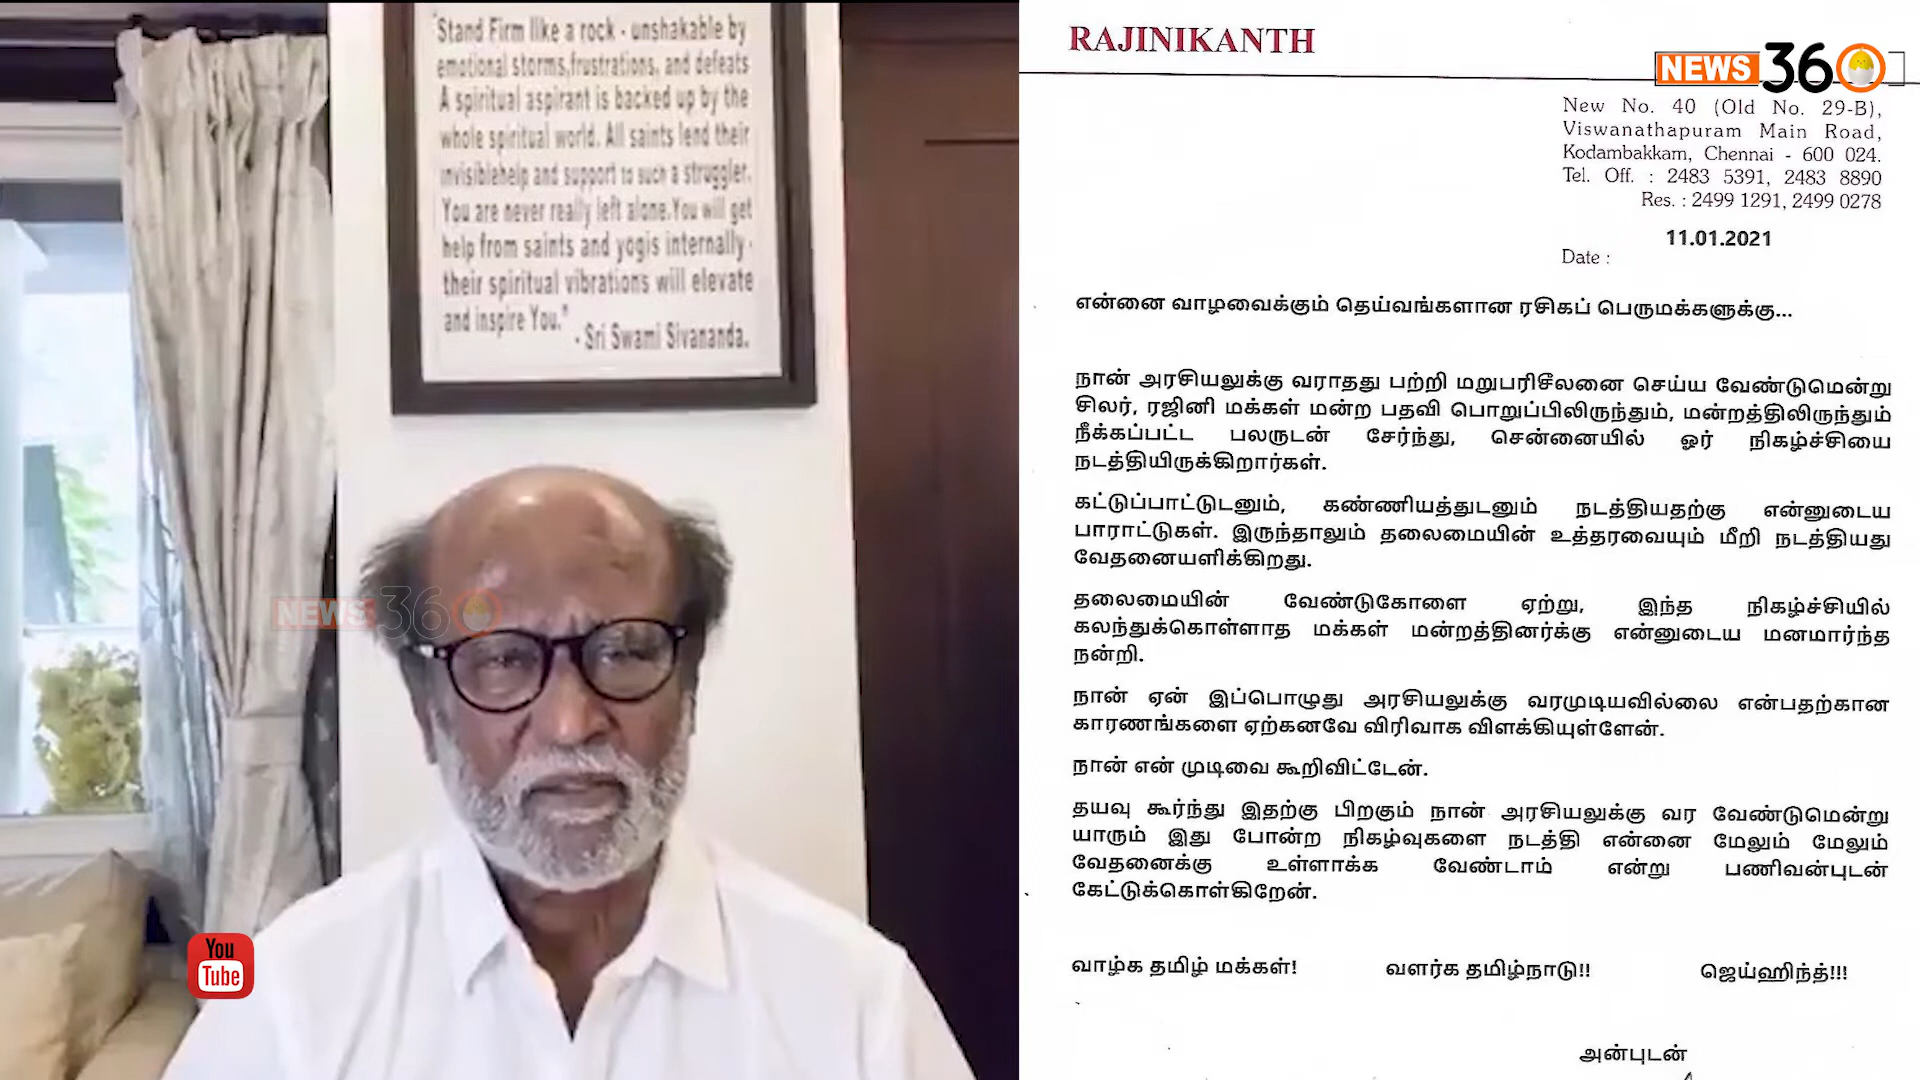 "Stand Firm like a rock - unshakable by
emotional storms,frustrations, and defeats
A spiritual aspirant is backed up by the
whole spiritual world. All saints lend their
invisiblehelp and support to such a struggler.
You are never really left alone.You will get
help from saints and yogis internally -
their spiritual vibrations will elevate
and inspire You."
- Sri Swami Sivananda.
NEWS 360
You
Tube
RAJINIKANTH
NEWS 360
New No. 40 (Old No. 29-B),
Viswanathapuram Main Road,
Kodambakkam, Chennai - 600 024.
Tel. Off. : 2483 5391, 2483 8890
Res. : 2499 1291, 2499 0278
11.01.2021
Date :
என்னை வாழவைக்கும் தெய்வங்களான ரசிகப் பெருமக்களுக்கு...
நான் அரசியலுக்கு வராதது பற்றி மறுபரிசீலனை செய்ய வேண்டுமென்று
சிலர், ரஜினி மக்கள் மன்ற பதவி பொறுப்பிலிருந்தும், மன்றத்திலிருந்தும்
நீக்கப்பட்ட பலருடன் சேர்ந்து, சென்னையில் ஓர் நிகழ்ச்சியை
நடத்தியிருக்கிறார்கள்.
கட்டுப்பாட்டுடனும், கண்ணியத்துடனும் நடத்தியதற்கு என்னுடைய
பாராட்டுகள். இருந்தாலும் தலைமையின் உத்தரவையும் மீறி நடத்தியது
வேதனையளிக்கிறது.
தலைமையின் வேண்டுகோளை ஏற்று, இந்த நிகழ்ச்சியில்
கலந்துக்கொள்ளாத மக்கள் மன்றத்தினர்க்கு என்னுடைய மனமார்ந்த
நன்றி.
நான் ஏன் இப்பொழுது அரசியலுக்கு வரமுடியவில்லை என்பதற்கான
காரணங்களை ஏற்கனவே விரிவாக விளக்கியுள்ளேன்.
நான் என் முடிவை கூறிவிட்டேன்.
தயவு கூர்ந்து இதற்கு பிறகும் நான் அரசியலுக்கு வர வேண்டுமென்று
யாரும் இது போன்ற நிகழ்வுகளை நடத்தி என்னை மேலும் மேலும்
வேதனைக்கு உள்ளாக்க வேண்டாம் என்று பணிவன்புடன்
கேட்டுக்கொள்கிறேன்.
வாழ்க தமிழ் மக்கள்! வளர்க தமிழ்நாடு!! ஜெய்ஹிந்த்!!!
அன்புடன்